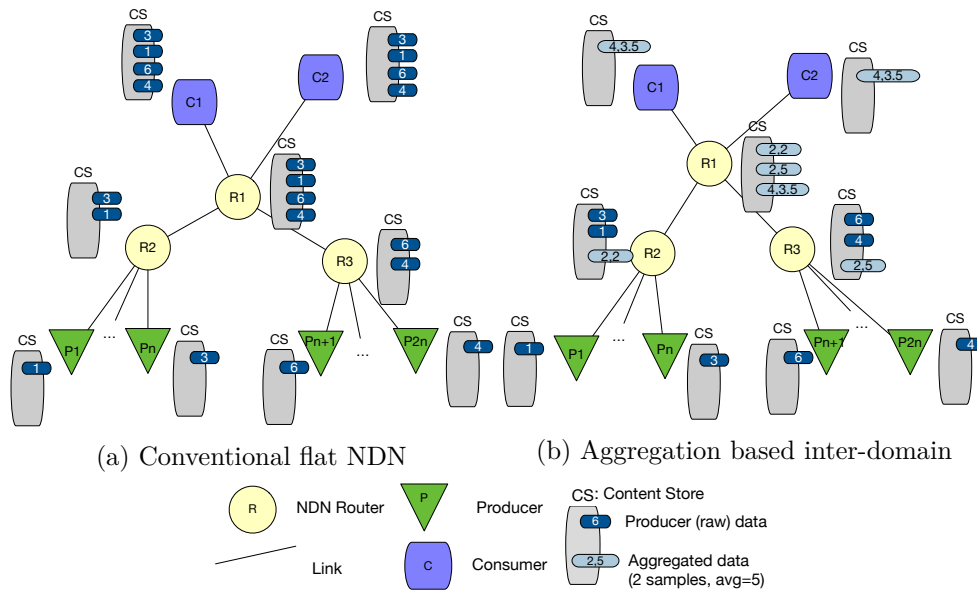 CS
3
1
6
4
C1
C2
CS
3
1
6
4
CS
3
1
6
4
R1
CS
3
1
R2
CS
6
4
R3
P1
...
Pn
Pn+1
...
P2n
CS
1
CS
3
CS
6
CS
4
(a) Conventional flat NDN
CS
4,3.5
C1
C2
CS
4,3.5
R1
CS
2,2
2,5
4,3.5
CS
3
1
2,2
R2
CS
6
4
2,5
R3
P1
...
Pn
Pn+1
...
P2n
CS
1
CS
3
CS
6
CS
4
(b) Aggregation based inter-domain
R
NDN Router
P
Producer
CS: Content Store
6
Producer (raw) data
Link
C
Consumer
2,5
Aggregated data
(2 samples, avg=5)